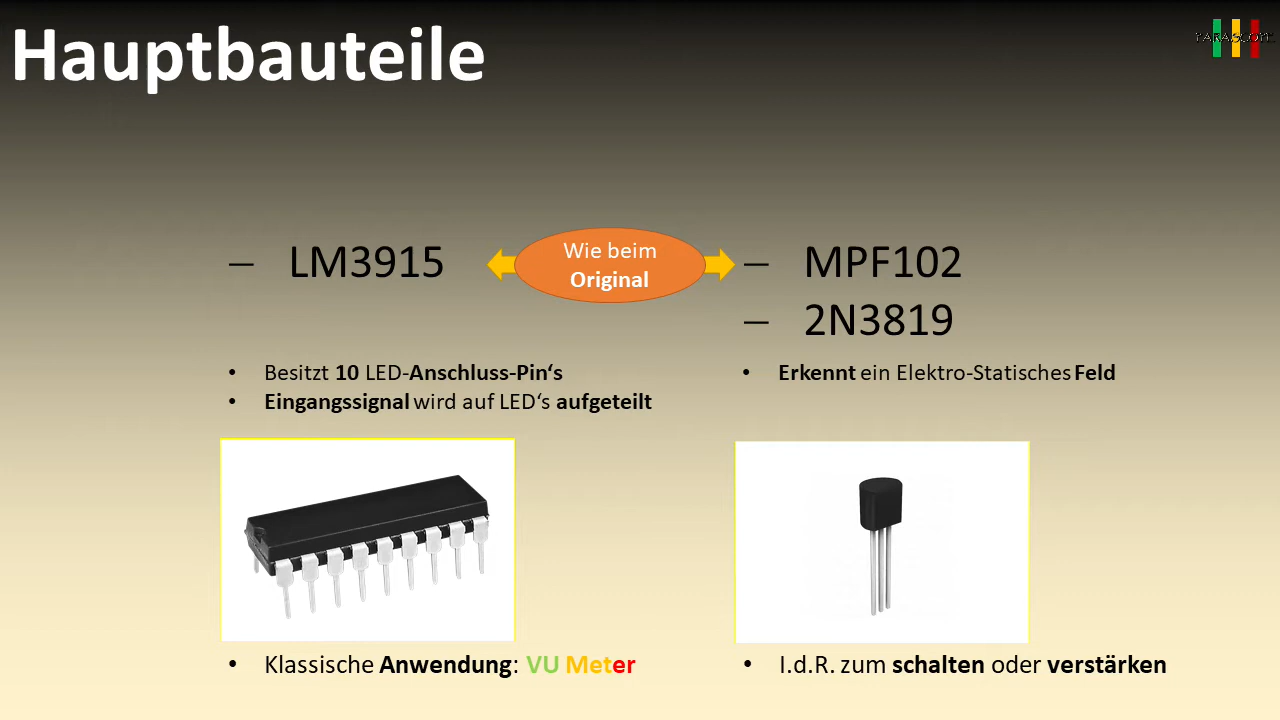 Hauptbauteile
TARASCOM
– LM3915
Wie beim
Original
– MPF102
– 2N3819
• Besitzt 10 LED-Anschluss-Pin‘s
• Eingangssignal wird auf LED‘s aufgeteilt
• Erkennt ein Elektro-Statisches Feld
• Klassische Anwendung: VU Meter
• I.d.R. zum schalten oder verstärken